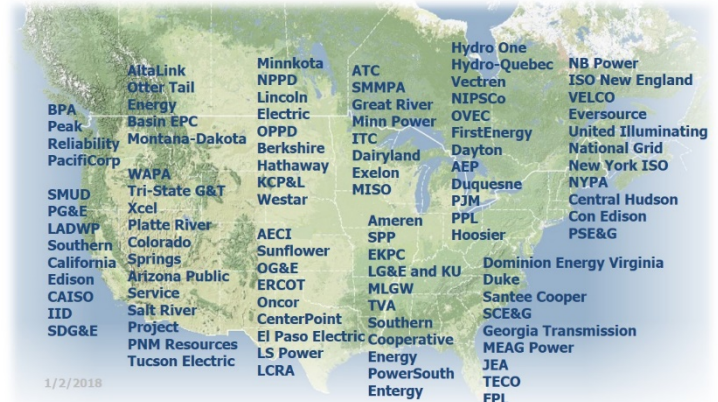 BPA
Peak
Reliability
PacifiCorp
SMUD
PG&E
LADWP
Southern
California
Edison
CAISO
IID
SDG&E
AltaLink
Otter Tail
Energy
Basin EPC
Montana-Dakota
WAPA
Tri-State G&T
Xcel
Platte River
Colorado
Springs
Arizona Public
Service
Salt River
Project
PNM Resources
Tucson Electric
Minnkota
NPPD
Lincoln
Electric
OPPD
Berkshire
Hathaway
KCP&L
Westar
AECI
Sunflower
OG&E
ERCOT
Oncor
CenterPoint
El Paso Electric
LS Power
LCRA
ATC
SMMPA
Great River
Minn Power
ITC
Dairyland
Exelon
MISO
Ameren
SPP
EKPC
LG&E and KU
MLGW
TVA
Southern
Cooperative
Energy
PowerSouth
Entergy
Hydro One
Hydro-Quebec
Vectren
NIPSCo
OVEC
FirstEnergy
Dayton
AEP
Duquesne
PJM
PPL
Hoosier
NB Power
ISO New England
VELCO
Eversource
United Illuminating
National Grid
New York ISO
NYPA
Central Hudson
Con Edison
PSE&G
Dominion Energy Virginia
Duke
Santee Cooper
SCE&G
Georgia Transmission
MEAG Power
JEA
TECO
FPL
1/2/2018